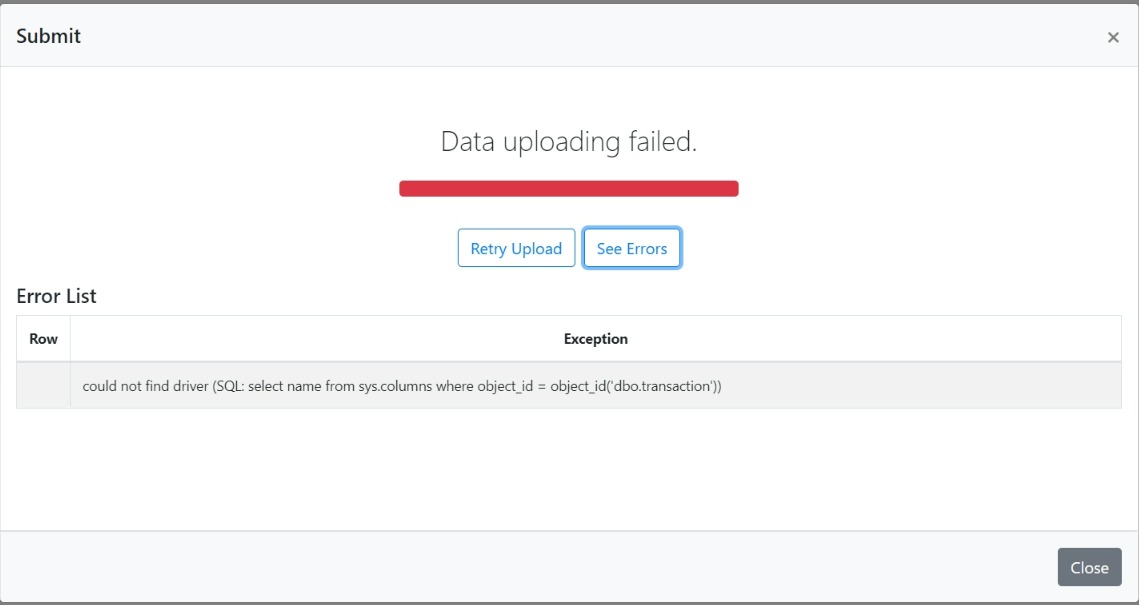 Submit
×
Data uploading failed.
Retry Upload See Errors
Error List
Row Exception
could not find driver (SQL: select name from sys.columns where object_id = object_id('dbo.transaction'))
Close